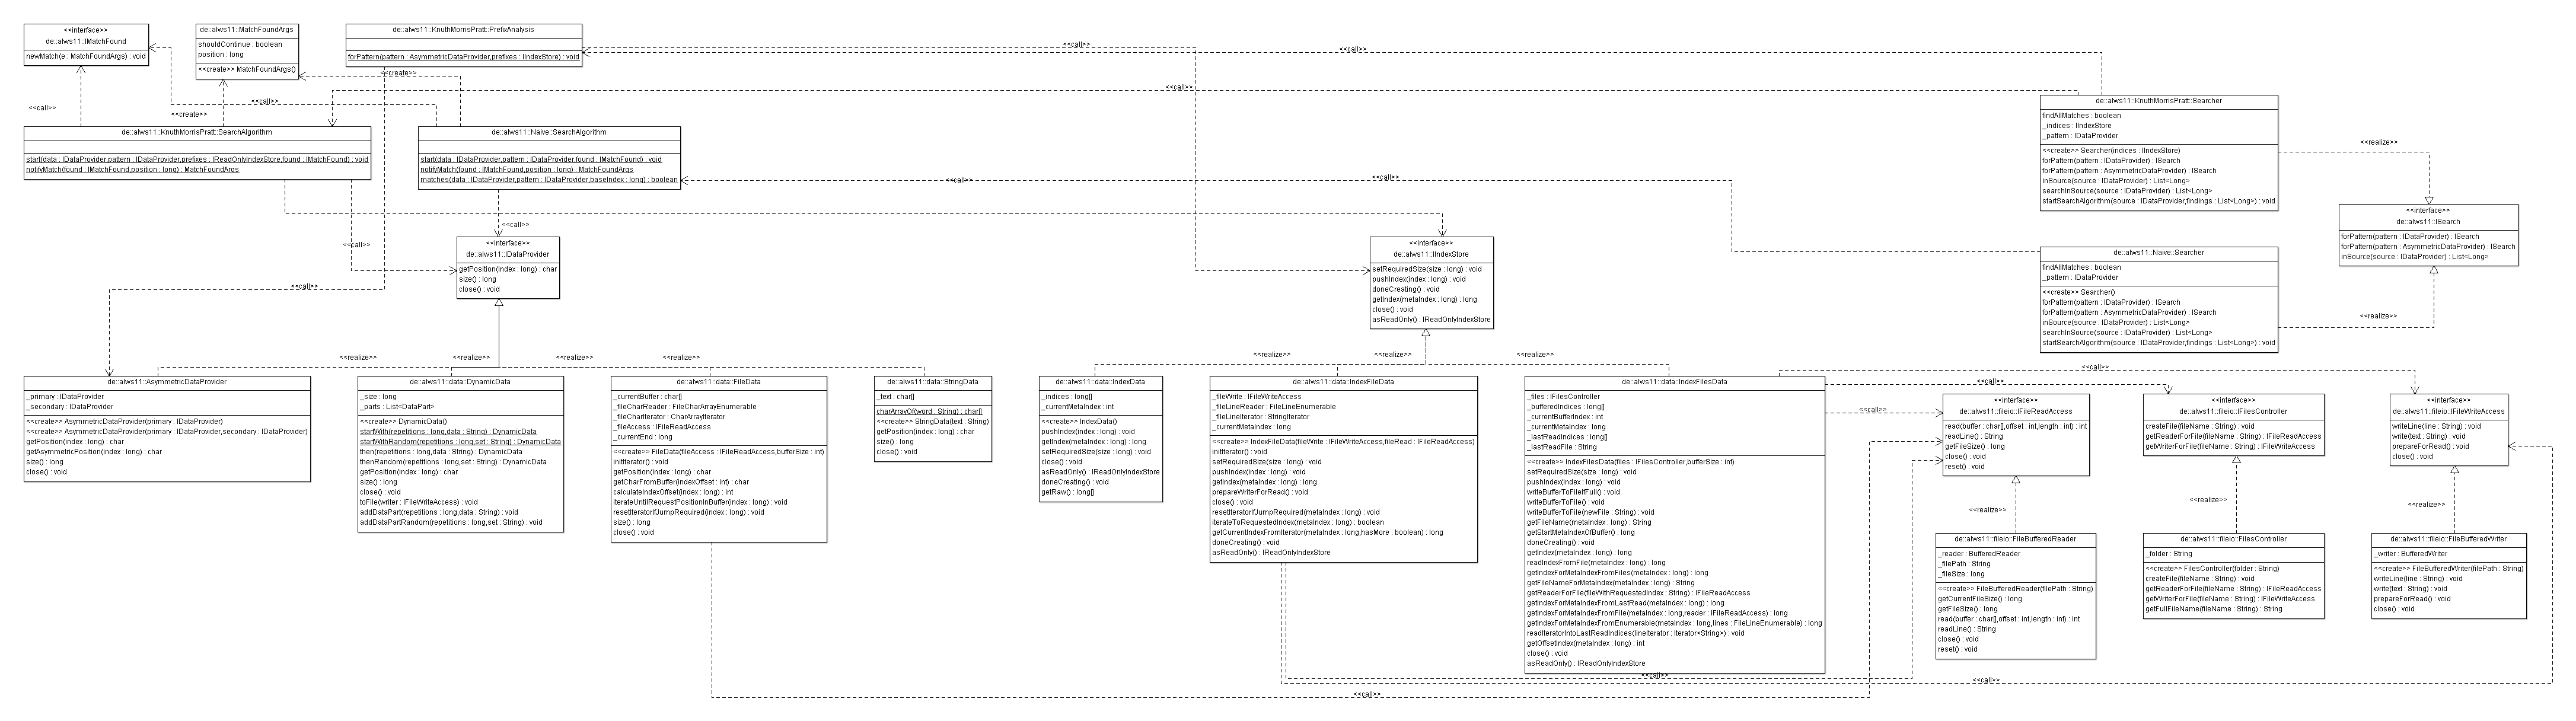 <<interface>>
de::alws11::IMatchFound
newMatch(e : MatchFoundArgs) : void
de::alws11::MatchFoundArgs
shouldContinue : boolean
position : long
<<create>> MatchFoundArgs()
de::alws11::KnuthMorrisPratt::PrefixAnalysis
forPattern(pattern : AsymmetricDataProvider,prefixes : IIndexStore) : void
<<call>>
<<call>>
<<create>>
<<call>>
<<call>>
<<call>>
<<create>>
de::alws11::KnuthMorrisPratt::SearchAlgorithm
start(data : IDataProvider,pattern : IDataProvider,prefixes : IReadOnlyIndexStore,found : IMatchFound) : void
notifyMatch(found : IMatchFound,position : long) : MatchFoundArgs
de::alws11::Naive::SearchAlgorithm
start(data : IDataProvider,pattern : IDataProvider,found : IMatchFound) : void
notifyMatch(found : IMatchFound,position : long) : MatchFoundArgs
matches(data : IDataProvider,pattern : IDataProvider,baseIndex : long) : boolean
<<call>>
<<call>>
de::alws11::KnuthMorrisPratt::Searcher
findAllMatches : boolean
_indices : IIndexStore
_pattern : IDataProvider
<<create>> Searcher(indices : IIndexStore)
forPattern(pattern : IDataProvider) : ISearch
forPattern(pattern : AsymmetricDataProvider) : ISearch
inSource(source : IDataProvider) : List<Long>
searchInSource(source : IDataProvider) : List<Long>
startSearchAlgorithm(source : IDataProvider,findings : List<Long>) : void
<<realize>>
<<interface>>
de::alws11::ISearch
forPattern(pattern : IDataProvider) : ISearch
forPattern(pattern : AsymmetricDataProvider) : ISearch
inSource(source : IDataProvider) : List<Long>
<<call>>
<<call>>
<<call>>
<<interface>>
de::alws11::IDataProvider
getPosition(index : long) : char
size() : long
close() : void
<<interface>>
de::alws11::IIndexStore
setRequiredSize(size : long) : void
pushIndex(index : long) : void
doneCreating() : void
getIndex(metaIndex : long) : long
close() : void
asReadOnly() : IReadOnlyIndexStore
de::alws11::Naive::Searcher
findAllMatches : boolean
_pattern : IDataProvider
<<create>> Searcher()
forPattern(pattern : IDataProvider) : ISearch
forPattern(pattern : AsymmetricDataProvider) : ISearch
inSource(source : IDataProvider) : List<Long>
searchInSource(source : IDataProvider) : List<Long>
startSearchAlgorithm(source : IDataProvider,findings : List<Long>) : void
<<realize>>
<<realize>>
<<realize>>
<<realize>>
<<realize>>
<<realize>>
<<realize>>
<<realize>>
de::alws11::AsymmetricDataProvider
_primary : IDataProvider
_secondary : IDataProvider
<<create>> AsymmetricDataProvider(primary : IDataProvider)
<<create>> AsymmetricDataProvider(primary : IDataProvider,secondary : IDataProvider)
getPosition(index : long) : char
getAsymmetricPosition(index : long) : char
size() : long
close() : void
de::alws11::data::DynamicData
_size : long
_parts : List<DataPart>
<<create>> DynamicData()
startWith(repetitions : long,data : String) : DynamicData
startWithRandom(repetitions : long,set : String) : DynamicData
then(repetitions : long,data : String) : DynamicData
thenRandom(repetitions : long,set : String) : DynamicData
getPosition(index : long) : char
size() : long
close() : void
toFile(writer : IFileWriteAccess) : void
addDataPart(repetitions : long,data : String) : void
addDataPartRandom(repetitions : long,set : String) : void
de::alws11::data::FileData
_currentBuffer : char[]
_fileCharReader : FileCharArrayEnumerable
_fileCharIterator : CharArrayIterator
_fileAccess : IFileReadAccess
_currentEnd : long
<<create>> FileData(fileAccess : IFileReadAccess,bufferSize : int)
initIterator() : void
getPosition(index : long) : char
getCharFromBuffer(indexOffset : int) : char
calculateIndexOffset(index : long) : int
iterateUntilRequestPositionInBuffer(index : long) : void
resetIteratorIfJumpRequired(index : long) : void
size() : long
close() : void
de::alws11::data::StringData
_text : char[]
charArrayOf(word : String) : char[]
<<create>> StringData(text : String)
getPosition(index : long) : char
size() : long
close() : void
de::alws11::data::IndexData
_indices : long[]
_currentMetaIndex : int
<<create>> IndexData()
pushIndex(index : long) : void
getIndex(metaIndex : long) : long
setRequiredSize(size : long) : void
close() : void
asReadOnly() : IReadOnlyIndexStore
doneCreating() : void
getRaw() : long[]
de::alws11::data::IndexFileData
_fileWrite : IFileWriteAccess
_fileLineReader : FileLineEnumerable
_fileLineIterator : StringIterator
_currentMetaIndex : long
<<create>> IndexFileData(fileWrite : IFileWriteAccess,fileRead : IFileReadAccess)
initIterator() : void
setRequiredSize(size : long) : void
pushIndex(index : long) : void
getIndex(metaIndex : long) : long
prepareWriterForRead() : void
close() : void
resetIteratorIfJumpRequired(metaIndex : long) : void
iterateToRequestedIndex(metaIndex : long) : boolean
getCurrentIndexFromIterator(metaIndex : long,hasMore : boolean) : long
doneCreating() : void
asReadOnly() : IReadOnlyIndexStore
de::alws11::data::IndexFilesData
_files : IFilesController
_bufferedIndices : long[]
_currentBufferIndex : int
_currentMetaIndex : long
_lastReadIndices : long[]
_lastReadFile : String
<<create>> IndexFilesData(files : IFilesController,bufferSize : int)
setRequiredSize(size : long) : void
pushIndex(index : long) : void
writeBufferToFileIfFull() : void
writeBufferToFile() : void
writeBufferToFile(newFile : String) : void
getFileName(metaIndex : long) : String
getStartMetaIndexOfBuffer() : long
doneCreating() : void
getIndex(metaIndex : long) : long
readIndexFromFile(metaIndex : long) : long
getIndexForMetaIndexFromFiles(metaIndex : long) : long
getFileNameForMetaIndex(metaIndex : long) : String
getReaderForFile(fileWithRequestedIndex : String) : IFileReadAccess
getIndexForMetaIndexFromLastRead(metaIndex : long) : long
getIndexForMetaIndexFromFile(metaIndex : long,reader : IFileReadAccess) : long
getIndexForMetaIndexFromEnumerable(metaIndex : long,lines : FileLineEnumerable) : long
readIteratorIntoLastReadIndices(lineIterator : Iterator<String>) : void
getOffsetIndex(metaIndex : long) : int
close() : void
asReadOnly() : IReadOnlyIndexStore
<<realize>>
<<call>>
<<call>>
<<call>>
<<interface>>
de::alws11::fileio::IFileReadAccess
read(buffer : char[],offset : int,length : int) : int
readLine() : String
getFileSize() : long
close() : void
reset() : void
<<interface>>
de::alws11::fileio::IFilesController
createFile(fileName : String) : void
getReaderForFile(fileName : String) : IFileReadAccess
getWriterForFile(fileName : String) : IFileWriteAccess
<<interface>>
de::alws11::fileio::IFileWriteAccess
writeLine(line : String) : void
write(text : String) : void
prepareForRead() : void
close() : void
<<realize>>
<<realize>>
<<realize>>
de::alws11::fileio::FileBufferedReader
_reader : BufferedReader
_filePath : String
_fileSize : long
<<create>> FileBufferedReader(filePath : String)
getCurrentFileSize() : long
getFileSize() : long
read(buffer : char[],offset : int,length : int) : int
readLine() : String
close() : void
reset() : void
de::alws11::fileio::FilesController
_folder : String
<<create>> FilesController(folder : String)
createFile(fileName : String) : void
getReaderForFile(fileName : String) : IFileReadAccess
getWriterForFile(fileName : String) : IFileWriteAccess
getFullFileName(fileName : String) : String
de::alws11::fileio::FileBufferedWriter
_writer : BufferedWriter
<<create>> FileBufferedWriter(filePath : String)
writeLine(line : String) : void
write(text : String) : void
prepareForRead() : void
close() : void
<<call>>
<<call>>
<<call>>